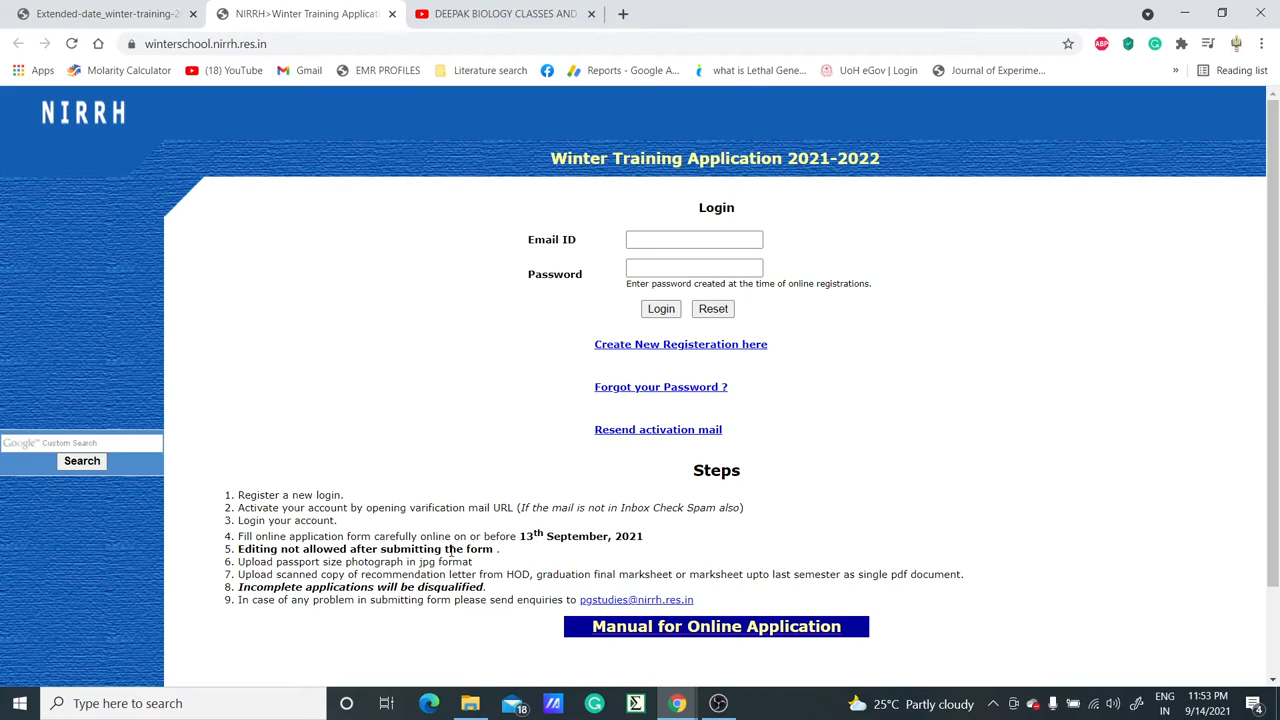 Extended-date_winter-training-2
NIRRH>Winter Training Applicati
DEEPAK BIOLOGY CLASSES AND
winterschool.nirrh.res.in
Apps
Molarity Calculator
(18) YouTube
Gmail
EMR PROFILES
Literature search
Reports - Google A...
what is Lethal Gene...
UoH eGov | Login
Journal of Experime...
»
Reading list
NIRRH
Winter Training Application 2021-2022
Login
Email ID
Password
Enter password created at the time of online registrations.
Login Reset
Create New Registeration here
Forgot your Password ?
Resend activation mail
Google™ Custom Search
Search
Steps
1. Register a new login.
2. Activate your account by opening varification mail URL (If the mail is not in Inbox Check Spam also)
3. Login your account.
4. Fill online application form carefully online on or before 13th September, 2021
5. Editing not allowed after submitting the form .
6. Upload passport size photograph in jpg format
7. Upload scanned copy of recommendation letter from HOD, graduation final marksheet or marksheet upto last semester as single pdf document.
8. Incomplete applications will be disqualified
9. In case of any problem in submitting form please send enquires to pgstudies@nirrh.res.in
Manual for Online Application
Type here to search
18
25°C Partly cloudy
ENG
IN
11:53 PM
9/14/2021
4